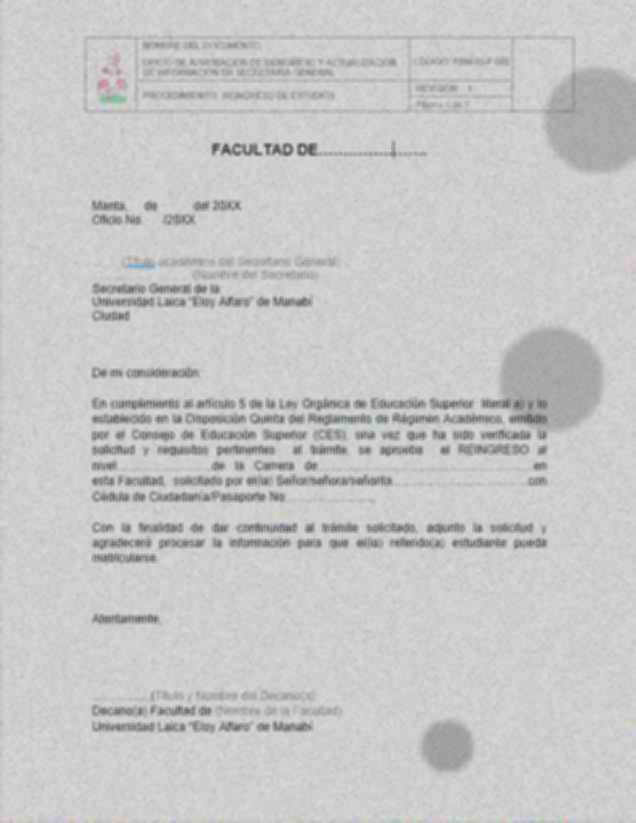 NOMBRE DEL DOCUMENTO:
OFICIO DE APROBACIÓN DE REINGRESO Y ACTUALIZACIÓN
DE INFORMACIÓN DE SECRETARÍA GENERAL
CÓDIGO:
PROCEDIMIENTO: REINGRESO DE ESTUDIO
REVISIÓN: 1
Página 1 de 1
FACULTAD DE........................
Manta, de del 20XX
Oficio No. /20XX
(Título académico del Secretario General)
(Nombre del Secretario)
Secretario General de la
Universidad Laica "Eloy Alfaro" de Manabí
Ciudad
De mi consideración:
En cumplimiento al artículo 5 de la Ley Orgánica de Educación Superior literal a) y lo
establecido en la Disposición Quinta del Reglamento de Régimen Académico, emitido
por el Consejo de Educación Superior (CES), una vez que ha sido verificada la
solicitud y requisitos pertinentes al trámite, se aprueba el REINGRESO al
nivel........................ de la Carrera de........................ en
esta Facultad, solicitado por el(la) Señor/señora/señorita........................con
Cédula de Ciudadanía/Pasaporte No........................
Con la finalidad de dar continuidad al trámite solicitado, adjunto la solicitud y
agradeceré procesar la información para que el(la) referido(a) estudiante pueda
matricularse.
Atentamente,
...............(Título y Nombre del Decano(a))
Decano(a) Facultad de (Nombre de la Facultad)
Universidad Laica "Eloy Alfaro" de Manabí